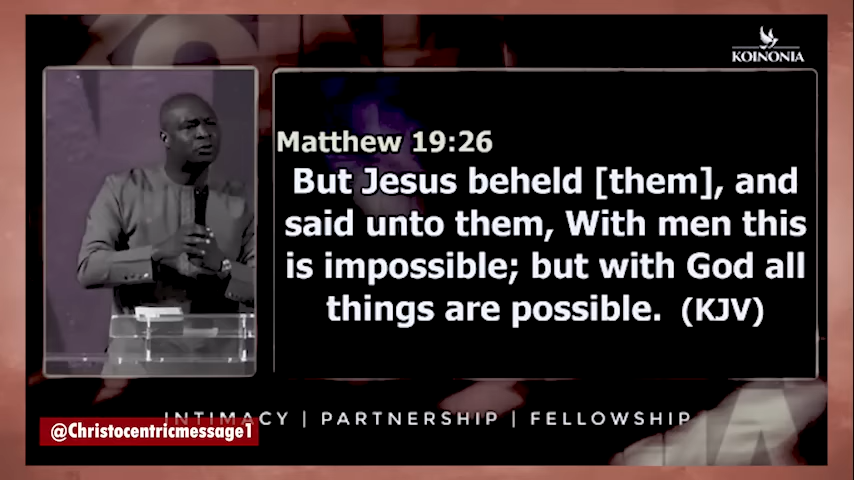 KOINONIA
Matthew 19:26
But Jesus beheld [them], and
said unto them, With men this
is impossible; but with God all
things are possible. (KJV)
INTIMACY | PARTNERSHIP | FELLOWSHIP
@Christocentricmessage1